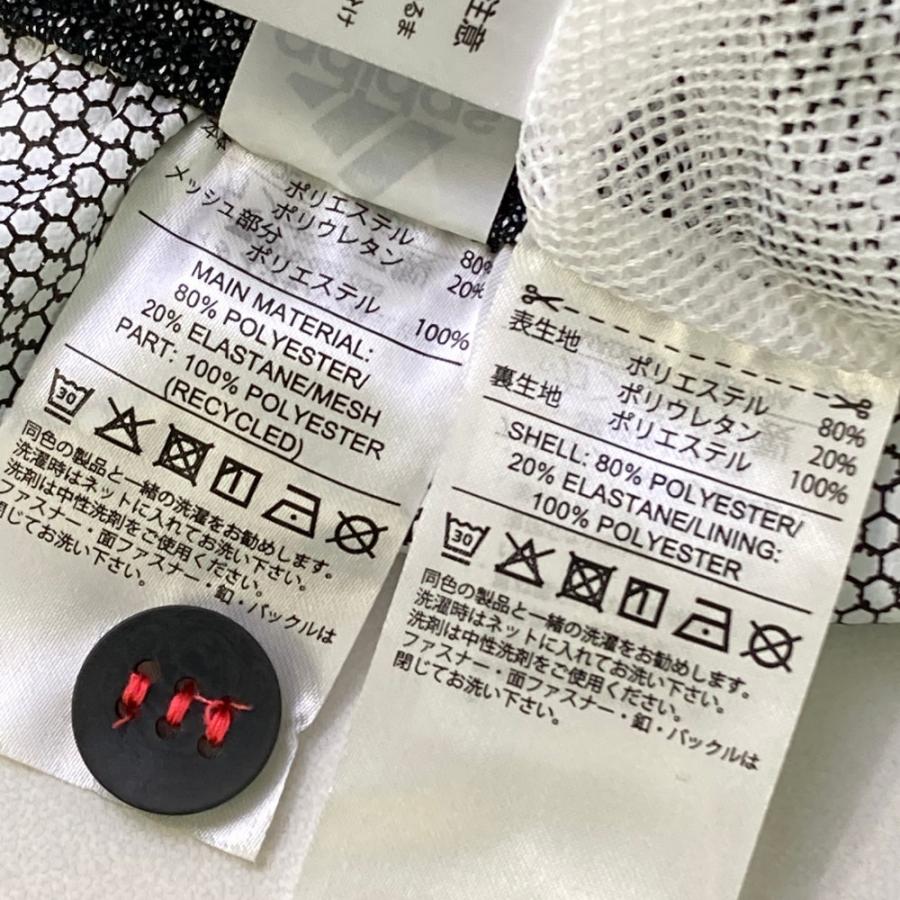 注意
るま
かけ
adidas
ポリエステル 80%
ポリウレタン 20%
メッシュ部分
ポリエステル 100%
MAIN MATERIAL:
80% POLYESTER/
20% ELASTANE/MESH
PART: 100% POLYESTER
(RECYCLED)
30
同色の製品と一緒の洗濯をお勧めします。
洗濯時はネットに入れてお洗い下さい。
洗剤は中性洗剤をご使用ください。
ファスナー・面ファスナー・釦・バックルは
閉じてお洗い下さい。
表生地 ポリエステル 80%
ポリウレタン 20%
裏生地 ポリエステル 100%
SHELL: 80% POLYESTER/
20% ELASTANE/LINING:
100% POLYESTER
30
同色の製品と一緒の洗濯をお勧めします。
洗濯時はネットに入れてお洗い下さい。
洗剤は中性洗剤をご使用ください。
ファスナー・面ファスナー・釦・バックルは
閉じてお洗い下さい。